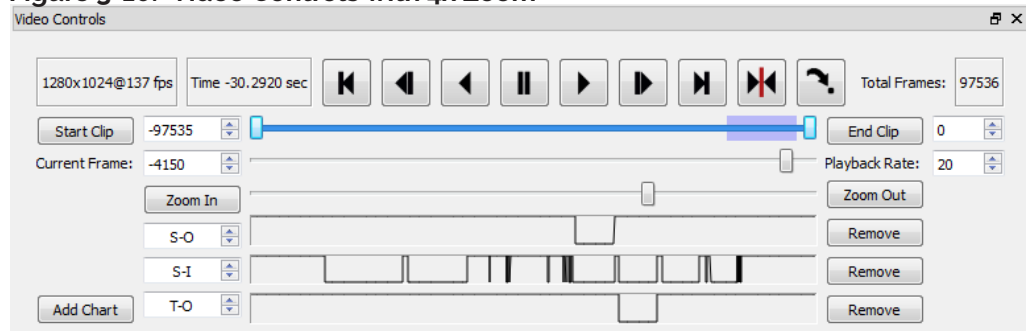 Video Controls
1280x1024@137 fps Time -30.2920 sec Total Frames: 97536
Start Clip -97535 End Clip 0
Current Frame: -4150 Playback Rate: 20
Zoom In Zoom Out
S-O Remove
S-I Remove
Add Chart T-O Remove